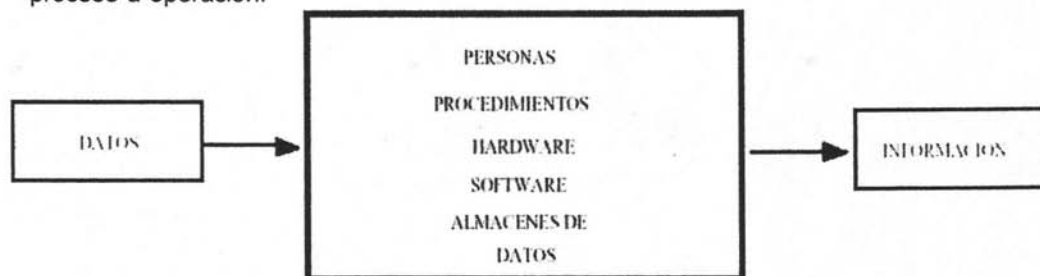 proceso u operación.
PERSONAS
PROCEDIMIENTOS
DATOS
HARDWARE
INFORMACION
SOFTWARE
ALMACENES DE
DATOS